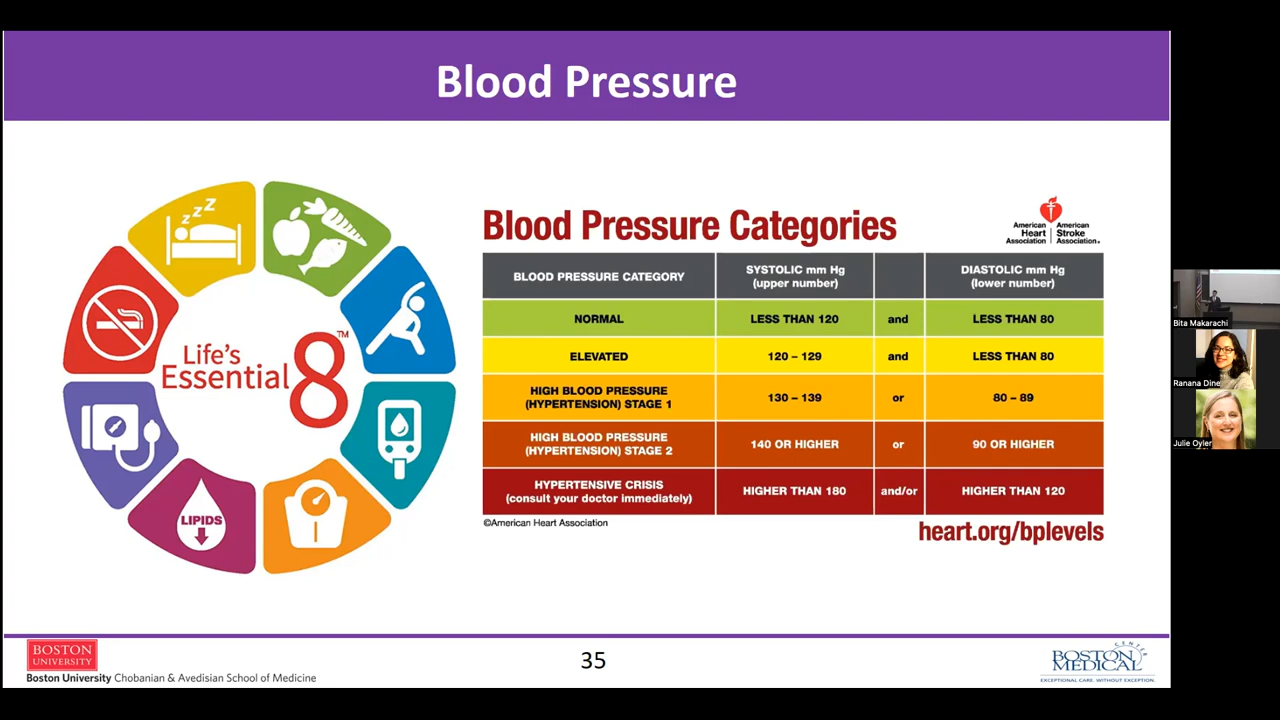 Blood Pressure
z z z
Life's
Essential 8™
LIPIDS
Blood Pressure Categories
American Heart Association
American Stroke Association®
BLOOD PRESSURE CATEGORY
SYSTOLIC mm Hg
(upper number)
DIASTOLIC mm Hg
(lower number)
NORMAL
LESS THAN 120
and
LESS THAN 80
ELEVATED
120 – 129
and
LESS THAN 80
HIGH BLOOD PRESSURE
(HYPERTENSION) STAGE 1
130 – 139
or
80 – 89
HIGH BLOOD PRESSURE
(HYPERTENSION) STAGE 2
140 OR HIGHER
or
90 OR HIGHER
HYPERTENSIVE CRISIS
(consult your doctor immediately)
HIGHER THAN 180
and/or
HIGHER THAN 120
©American Heart Association
heart.org/bplevels
Bita Makarachi
Ranana Dine
Julie Oyler
BOSTON
UNIVERSITY
Boston University Chobanian & Avedisian School of Medicine
35
BOSTON
MEDICAL
CENTER
EXCEPTIONAL CARE. WITHOUT EXCEPTION.